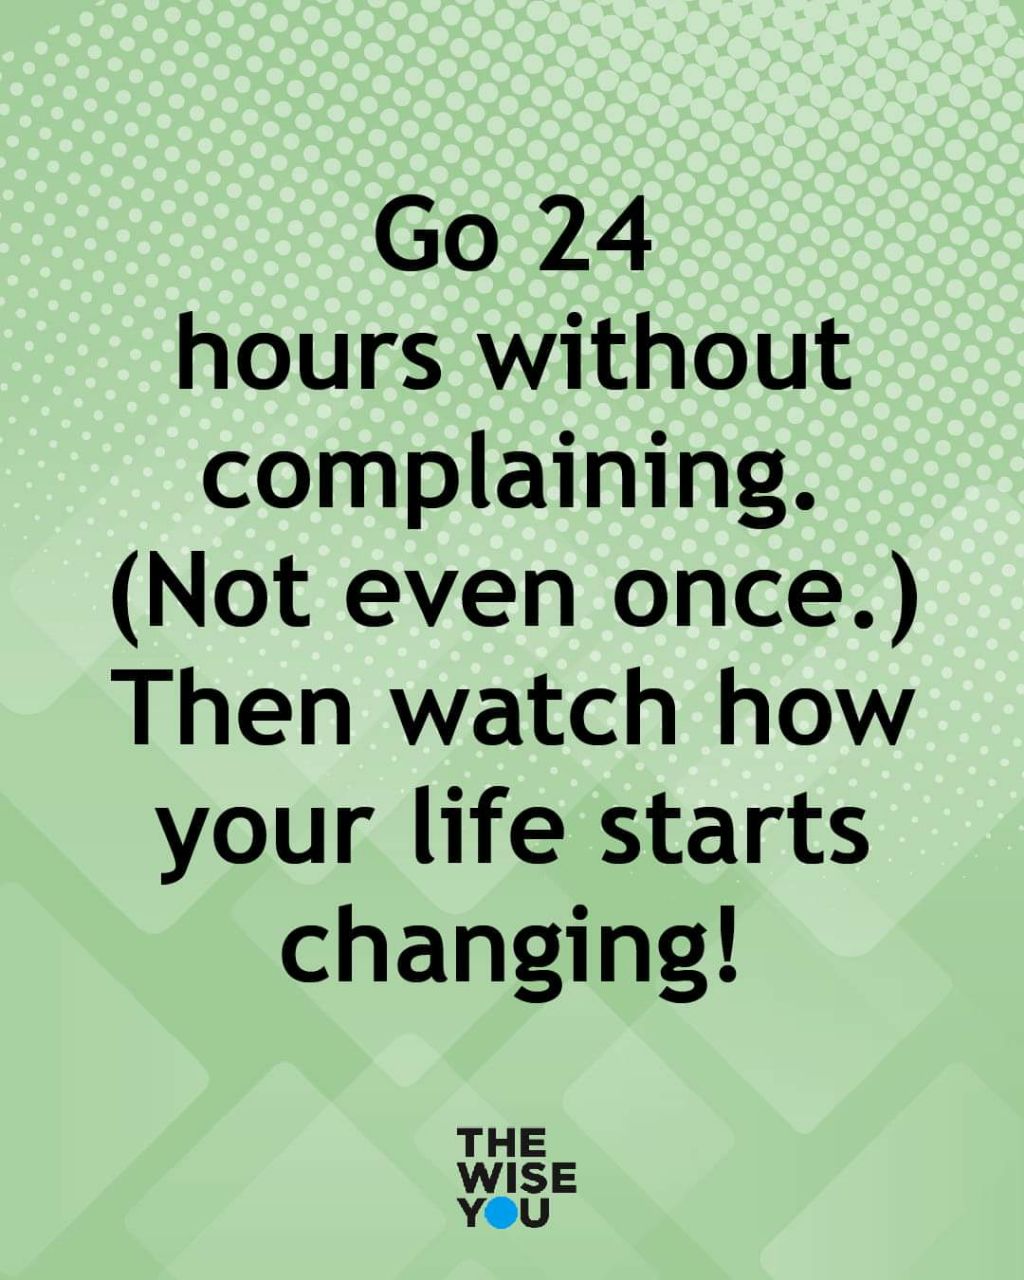 Go 24
hours without
complaining.
(Not even once.)
Then watch how
your life starts
changing!
THE
WISE
YOU